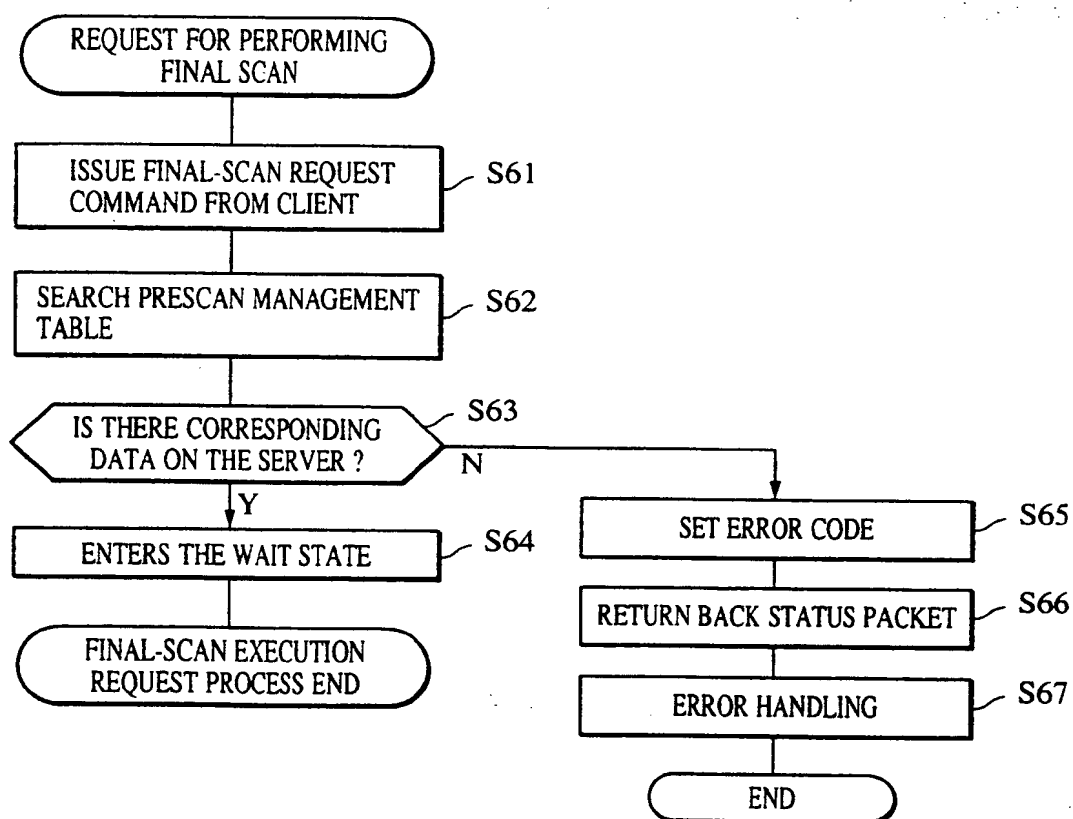 REQUEST FOR PERFORMING
FINAL SCAN
ISSUE FINAL-SCAN REQUEST
COMMAND FROM CLIENT
S61
SEARCH PRESCAN MANAGEMENT
TABLE
S62
IS THERE CORRESPONDING
DATA ON THE SERVER ?
S63
N
Y
ENTERS THE WAIT STATE
S64
FINAL-SCAN EXECUTION
REQUEST PROCESS END
SET ERROR CODE
S65
RETURN BACK STATUS PACKET
S66
ERROR HANDLING
S67
END